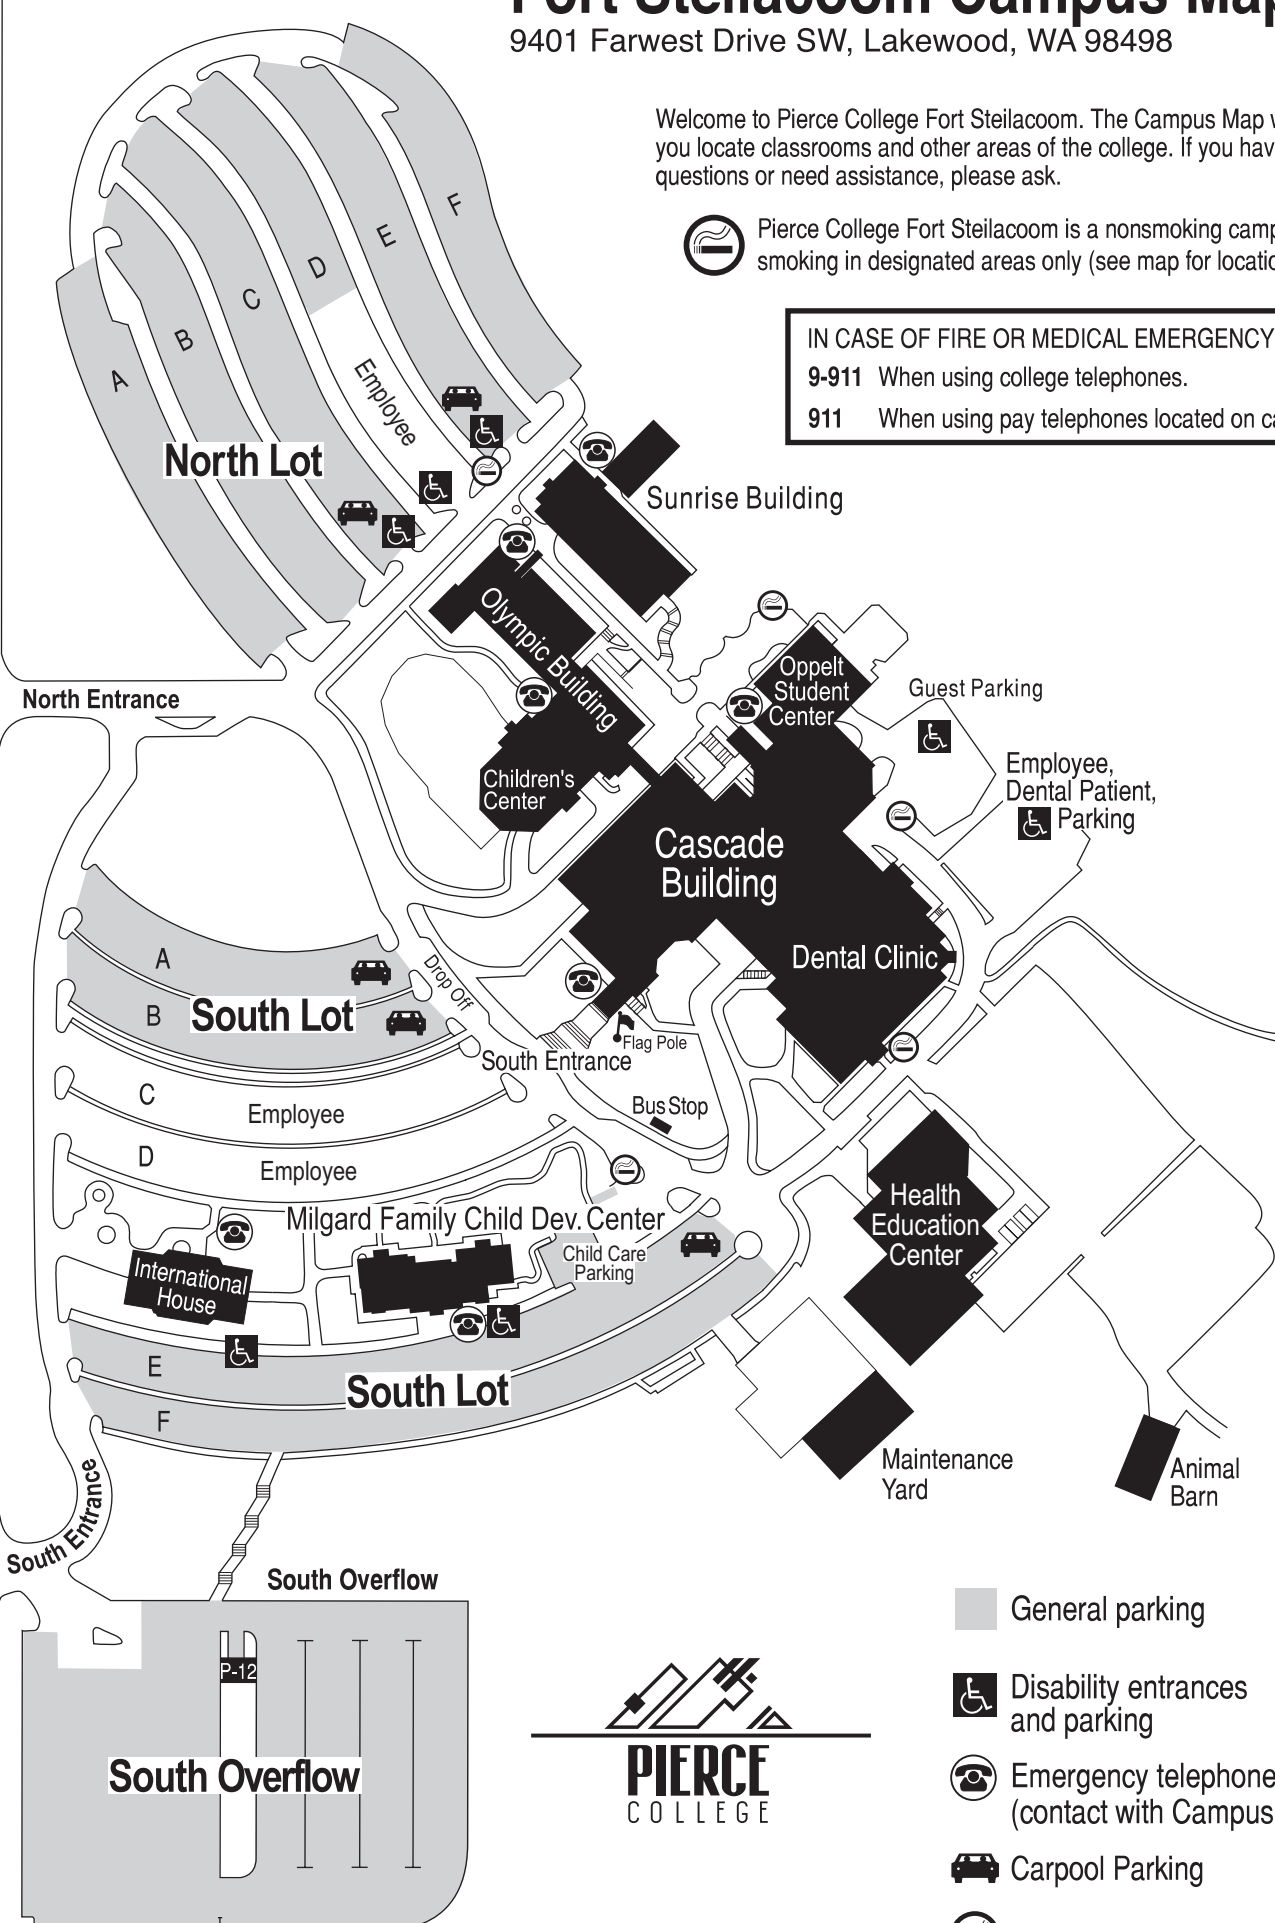 Fort Steilacoom Campus Map
9401 Farwest Drive SW, Lakewood, WA 98498
Welcome to Pierce College Fort Steilacoom. The Campus Map
you locate classrooms and other areas of the college. If you hav
questions or need assistance, please ask.
Pierce College Fort Steilacoom is a nonsmoking camp
smoking in designated areas only (see map for locatio
IN CASE OF FIRE OR MEDICAL EMERGENCY
9-911 When using college telephones.
911 When using pay telephones located on ca
F
E
D
C
B
A
Employee
North Lot
Sunrise Building
Olympic Building
Oppelt
Student
Center
Guest Parking
North Entrance
Employee,
Dental Patient,
Parking
Children's
Center
Cascade
Building
Dental Clinic
A
B
South Lot
Drop Off
Flag Pole
South Entrance
C
Employee
Bus Stop
D
Employee
Milgard Family Child Dev. Center
Child Care
Parking
Health
Education
Center
International
House
E
South Lot
F
Maintenance
Yard
Animal
Barn
South Entrance
South Overflow
P-12
South Overflow
PIERCE
COLLEGE
General parking
Disability entrances
and parking
Emergency telephone
(contact with Campus
Carpool Parking